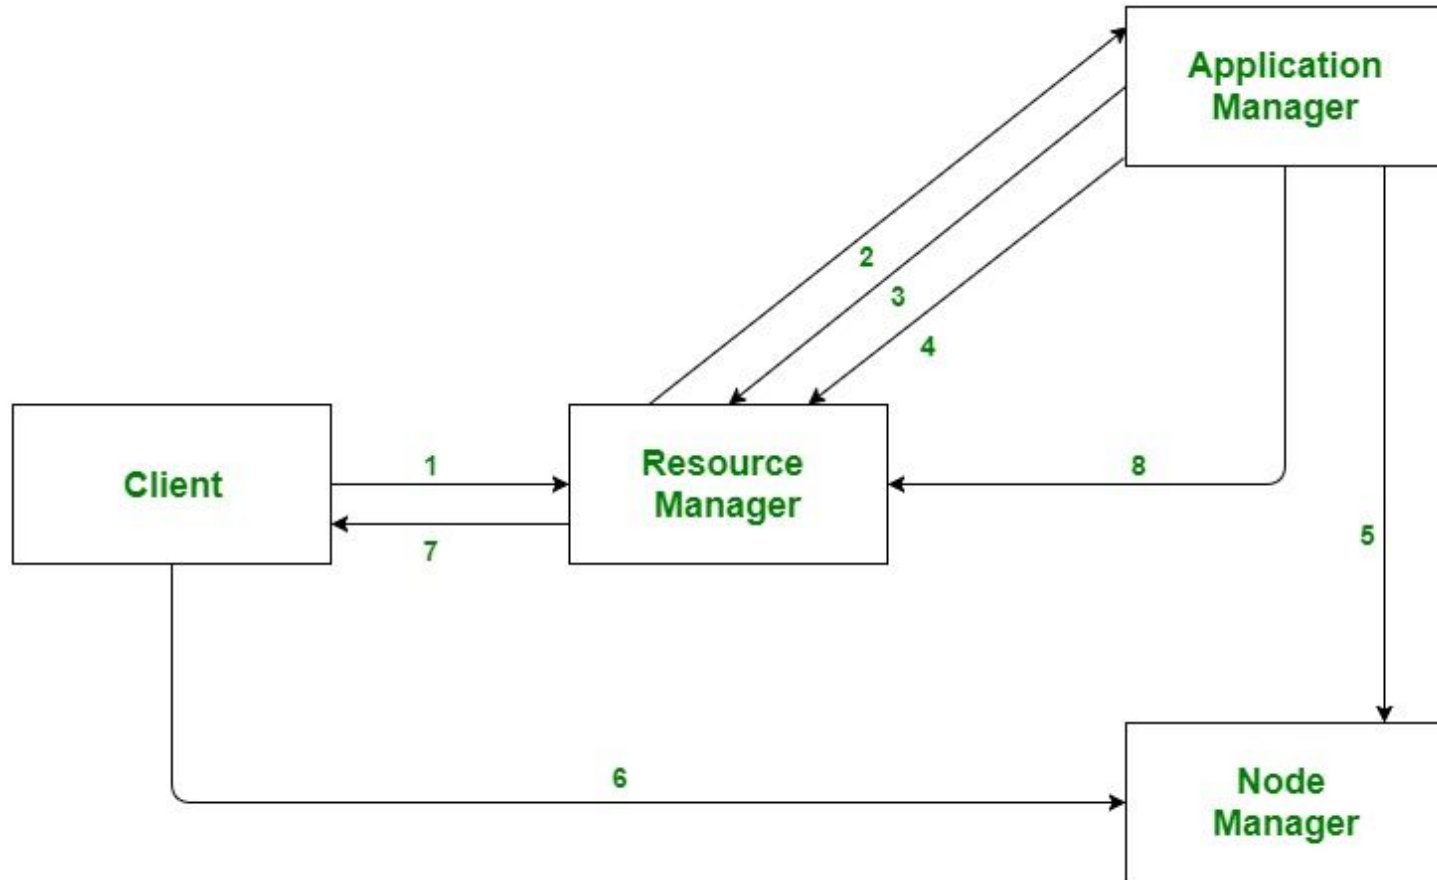 Application
Manager
2
3
4
Client
1
7
Resource
Manager
8
5
6
Node
Manager